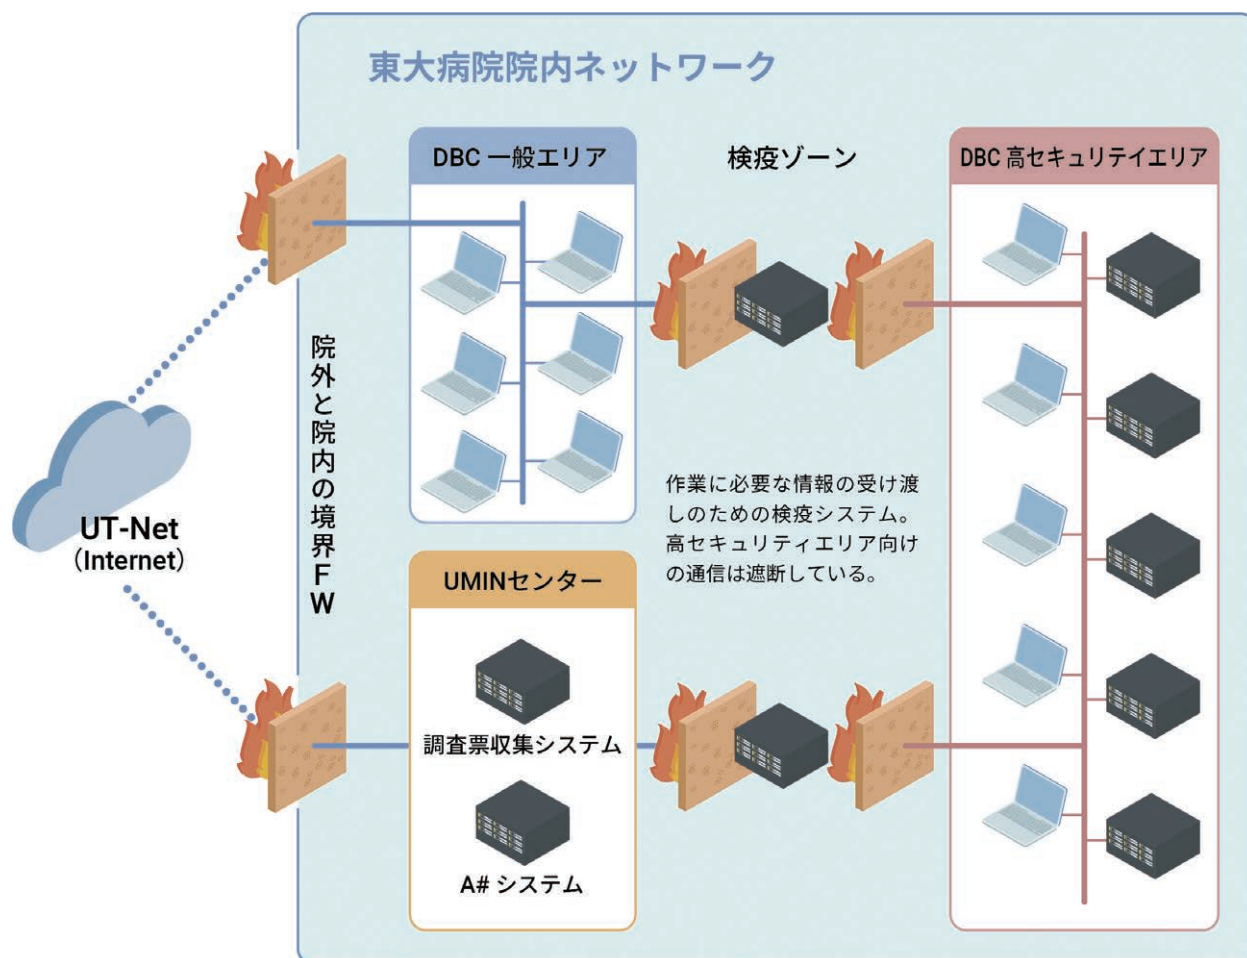 東大病院院内ネットワーク
DBC 一般エリア
検疫ゾーン
DBC 高セキュリテイエリア
院外と院内の境界FW
UT-Net
(Internet)
作業に必要な情報の受け渡
しのための検疫システム。
高セキュリティエリア向け
の通信は遮断している。
UMINセンター
調査票収集システム
A# システム